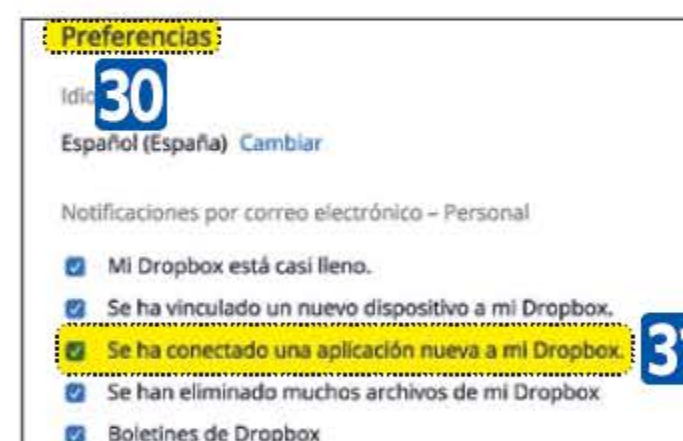 Preferencias
30
Español (España) Cambiar
Notificaciones por correo electrónico – Personal
Mi Dropbox está casi lleno.
Se ha vinculado un nuevo dispositivo a mi Dropbox.
Se ha conectado una aplicación nueva a mi Dropbox.
Se han eliminado muchos archivos de mi Dropbox
Boletines de Dropbox